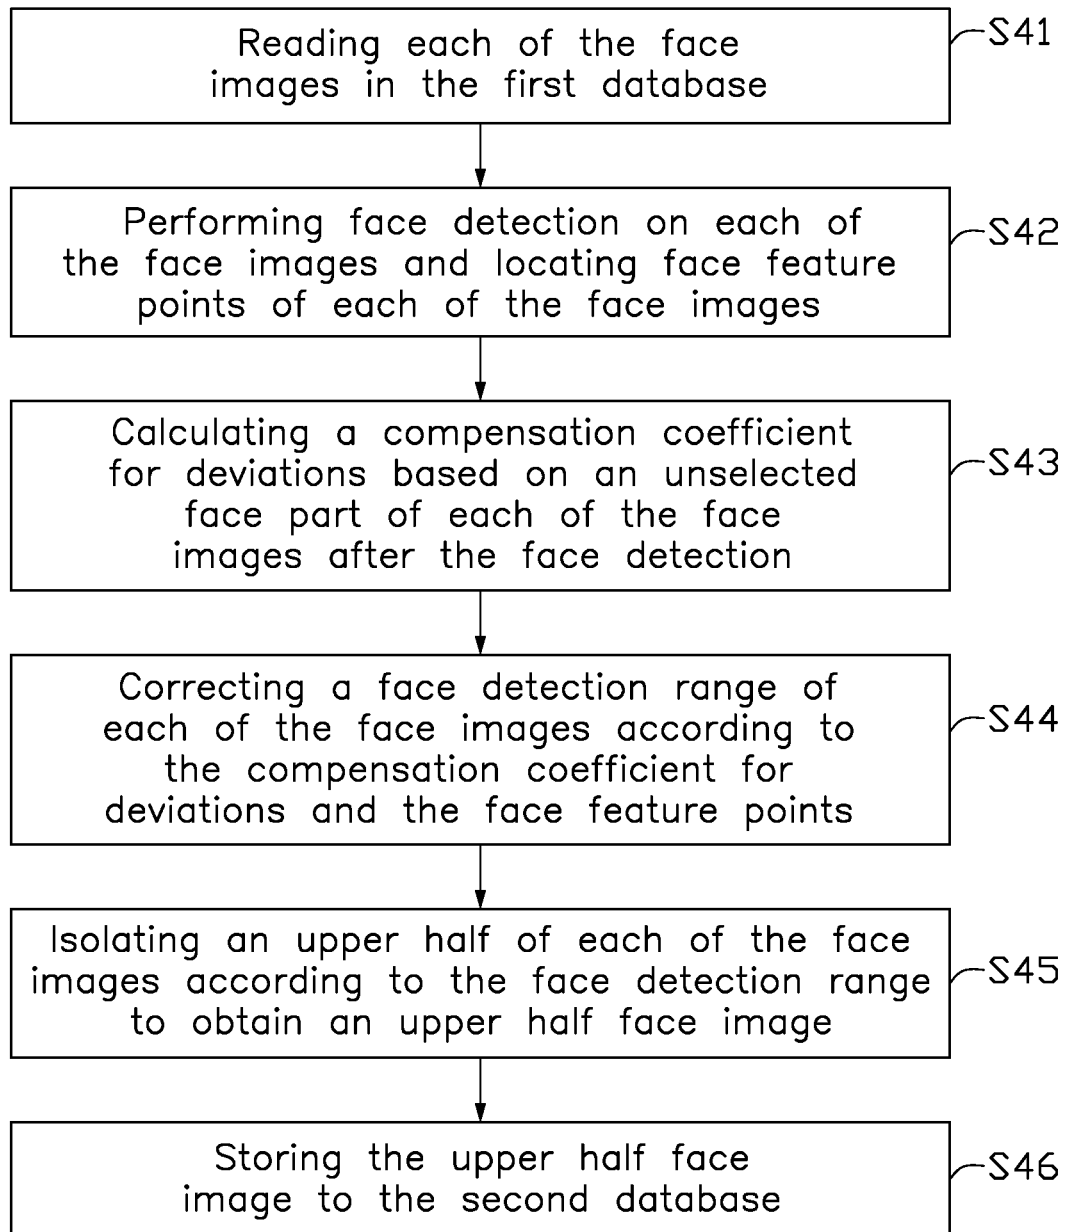 Reading each of the face
images in the first database
S41
Performing face detection on each of
the face images and locating face feature
points of each of the face images
S42
Calculating a compensation coefficient
for deviations based on an unselected
face part of each of the face
images after the face detection
S43
Correcting a face detection range of
each of the face images according to
the compensation coefficient for
deviations and the face feature points
S44
Isolating an upper half of each of the face
images according to the face detection range
to obtain an upper half face image
S45
Storing the upper half face
image to the second database
S46